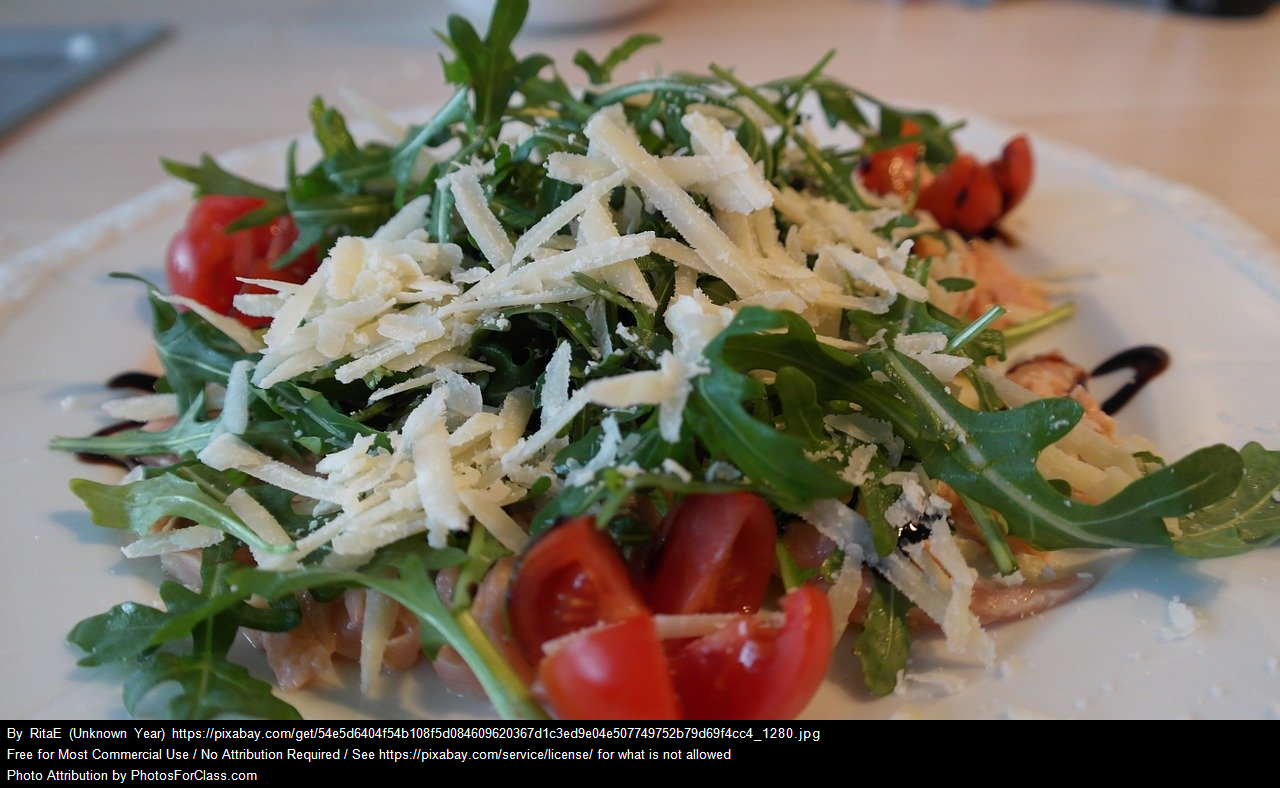 By RitaE (Unknown Year) https://pixabay.com/get/54e5d6404f54b108f5d084609620367d1c3ed9e04e507749752b79d69f4cc4_1280.jpg
Free for Most Commercial Use / No Attribution Required / See https://pixabay.com/service/license/ for what is not allowed
Photo Attribution by PhotosForClass.com